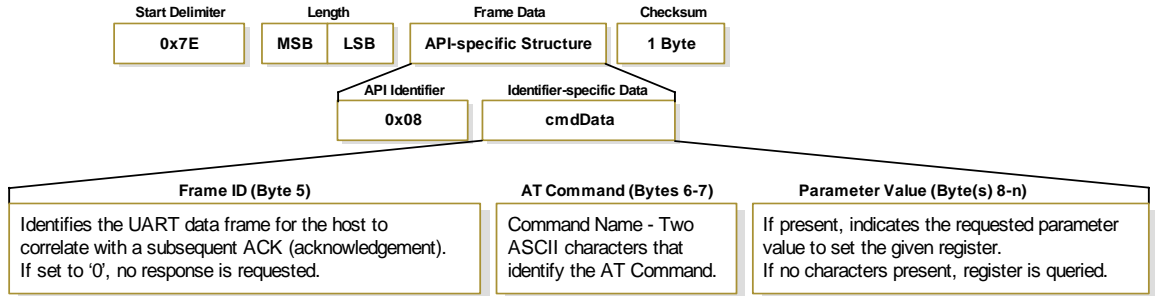 Start Delimiter Length Frame Data Checksum
0x7E MSB LSB API-specific Structure 1 Byte
API Identifier Identifier-specific Data
0x08 cmdData
Frame ID (Byte 5)
Identifies the UART data frame for the host to
correlate with a subsequent ACK (acknowledgement).
If set to ‘0’, no response is requested.
AT Command (Bytes 6-7)
Command Name - Two
ASCII characters that
identify the AT Command.
Parameter Value (Byte(s) 8-n)
If present, indicates the requested parameter
value to set the given register.
If no characters present, register is queried.